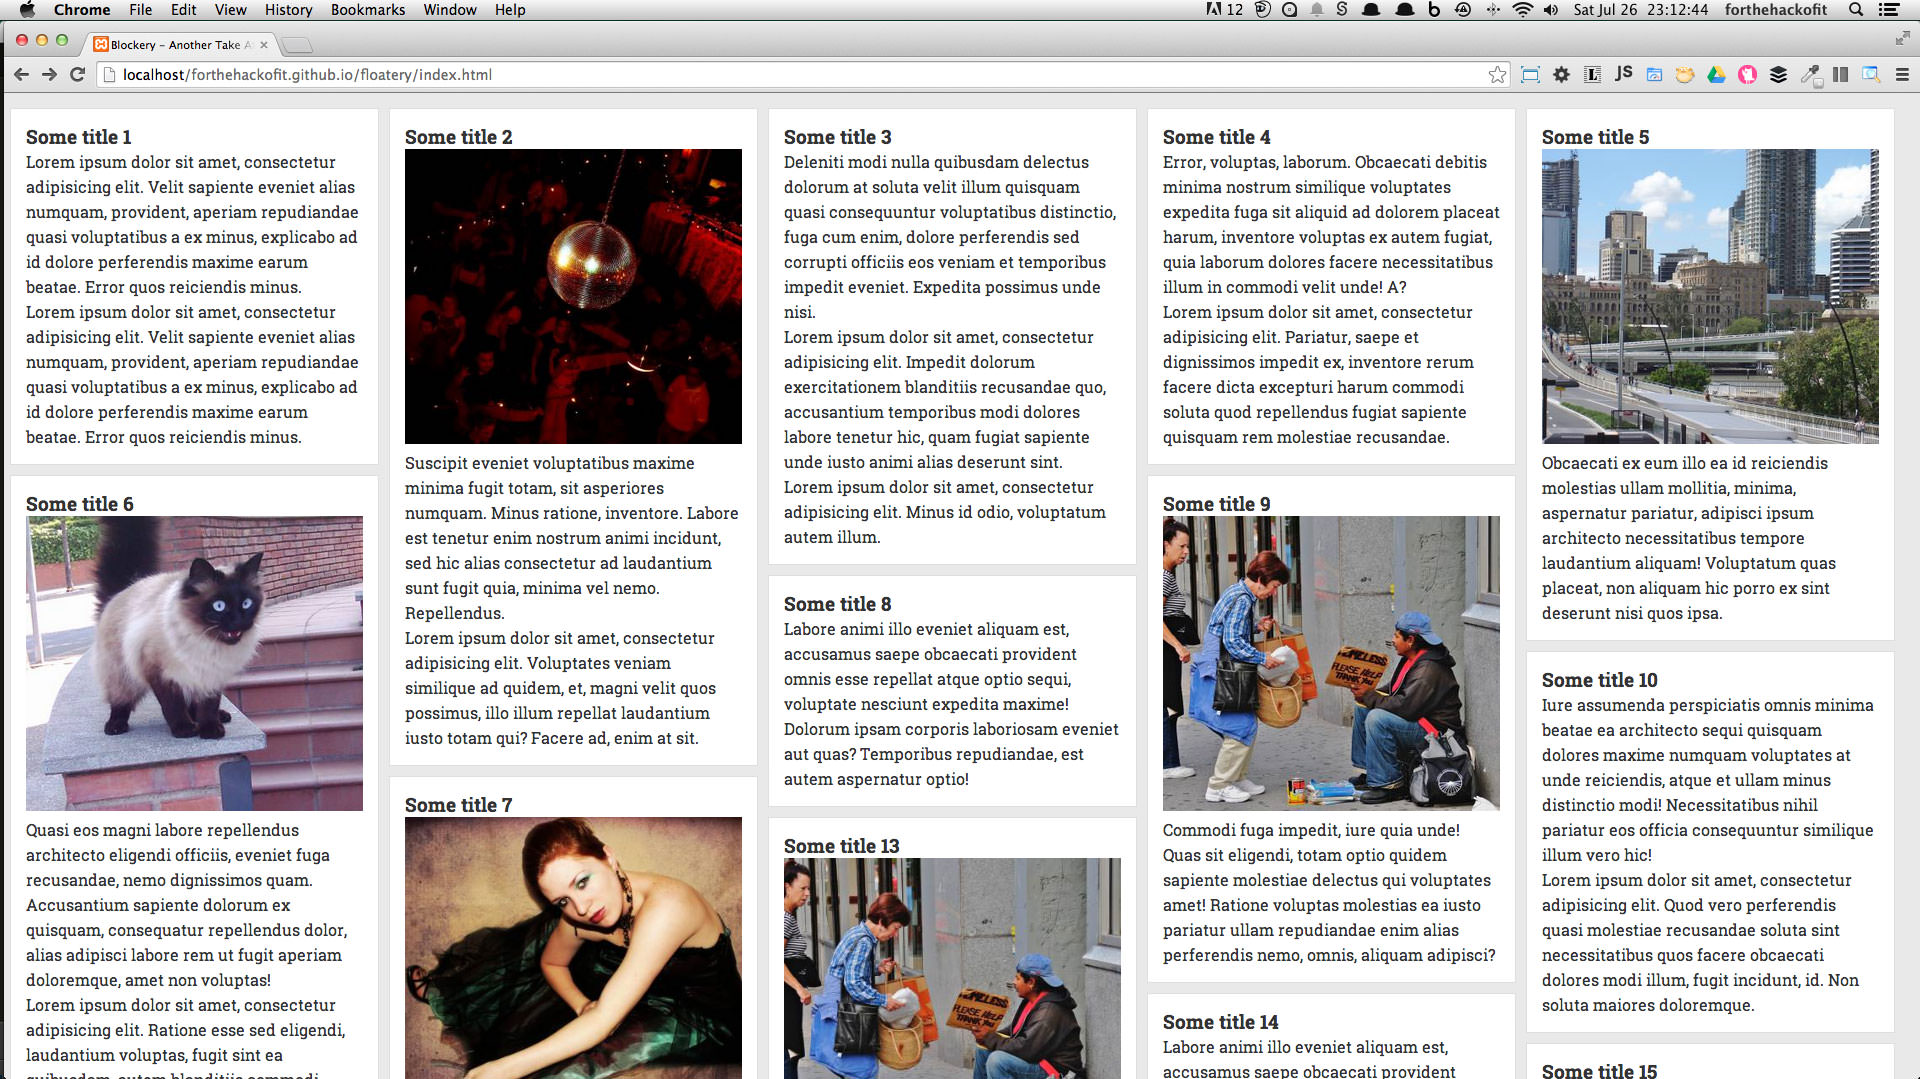 Chrome File Edit View History Bookmarks Window Help 12 Sat Jul 26 23:12:44 forthehackofit
Blockery - Another Take A
localhost/forthehackofit.github.io/floatery/index.html
JS
Some title 1
Lorem ipsum dolor sit amet, consectetur
adipisicing elit. Velit sapiente eveniet alias
numquam, provident, aperiam repudiandae
quasi voluptatibus a ex minus, explicabo ad
id dolore perferendis maxime earum
beatae. Error quos reiciendis minus.
Lorem ipsum dolor sit amet, consectetur
adipisicing elit. Velit sapiente eveniet alias
numquam, provident, aperiam repudiandae
quasi voluptatibus a ex minus, explicabo ad
id dolore perferendis maxime earum
beatae. Error quos reiciendis minus.
Some title 6
Quasi eos magni labore repellendus
architecto eligendi officiis, eveniet fuga
recusandae, nemo dignissimos quam.
Accusantium sapiente dolorum ex
quisquam, consequatur repellendus dolor,
alias adipisci labore rem ut fugit aperiam
doloremque, amet non voluptas!
Lorem ipsum dolor sit amet, consectetur
adipisicing elit. Ratione esse sed eligendi,
laudantium voluptas, fugit sint ea
Some title 2
Suscipit eveniet voluptatibus maxime
minima fugit totam, sit asperiores
numquam. Minus ratione, inventore. Labore
est tenetur enim nostrum animi incidunt,
sed hic alias consectetur ad laudantium
sunt fugit quia, minima vel nemo.
Repellendus.
Lorem ipsum dolor sit amet, consectetur
adipisicing elit. Voluptates veniam
similique ad quidem, et, magni velit quos
possimus, illo illum repellat laudantium
iusto totam qui? Facere ad, enim at sit.
Some title 7
Some title 3
Deleniti modi nulla quibusdam delectus
dolorum at soluta velit illum quisquam
quasi consequuntur voluptatibus distinctio,
fuga cum enim, dolore perferendis sed
corrupti officiis eos veniam et temporibus
impedit eveniet. Expedita possimus unde
nisi.
Lorem ipsum dolor sit amet, consectetur
adipisicing elit. Impedit dolorum
exercitationem blanditiis recusandae quo,
accusantium temporibus modi dolores
labore tenetur hic, quam fugiat sapiente
unde iusto animi alias deserunt sint.
Lorem ipsum dolor sit amet, consectetur
adipisicing elit. Minus id odio, voluptatum
autem illum.
Some title 8
Labore animi illo eveniet aliquam est,
accusamus saepe obcaecati provident
omnis esse repellat atque optio sequi,
voluptate nesciunt expedita maxime!
Dolorum ipsam corporis laboriosam eveniet
aut quas? Temporibus repudiandae, est
autem aspernatur optio!
Some title 13
HOMELESS
PLEASE HELP
THANK YOU
Some title 4
Error, voluptas, laborum. Obcaecati debitis
minima nostrum similique voluptates
expedita fuga sit aliquid ad dolorem placeat
harum, inventore voluptas ex autem fugiat,
quia laborum dolores facere necessitatibus
illum in commodi velit unde! A?
Lorem ipsum dolor sit amet, consectetur
adipisicing elit. Pariatur, saepe et
dignissimos impedit ex, inventore rerum
facere dicta excepturi harum commodi
soluta quod repellendus fugiat sapiente
quisquam rem molestiae recusandae.
Some title 9
HOMELESS
PLEASE HELP
THANK YOU
Commodi fuga impedit, iure quia unde!
Quas sit eligendi, totam optio quidem
sapiente molestiae delectus qui voluptates
amet! Ratione voluptas molestias ea iusto
pariatur ullam repudiandae enim alias
perferendis nemo, omnis, aliquam adipisci?
Some title 14
Labore animi illo eveniet aliquam est,
accusamus saepe obcaecati provident
Some title 5
Obcaecati ex eum illo ea id reiciendis
molestias ullam mollitia, minima,
aspernatur pariatur, adipisci ipsum
architecto necessitatibus tempore
laudantium aliquam! Voluptatum quas
placeat, non aliquam hic porro ex sint
deserunt nisi quos ipsa.
Some title 10
Iure assumenda perspiciatis omnis minima
beatae ea architecto sequi quisquam
dolores maxime numquam voluptates at
unde reiciendis, atque et ullam minus
distinctio modi! Necessitatibus nihil
pariatur eos officia consequuntur similique
illum vero hic!
Lorem ipsum dolor sit amet, consectetur
adipisicing elit. Quod vero perferendis
quasi molestiae recusandae soluta sint
necessitatibus quos facere obcaecati
dolores modi illum, fugit incidunt, id. Non
soluta maiores doloremque.
Some title 15